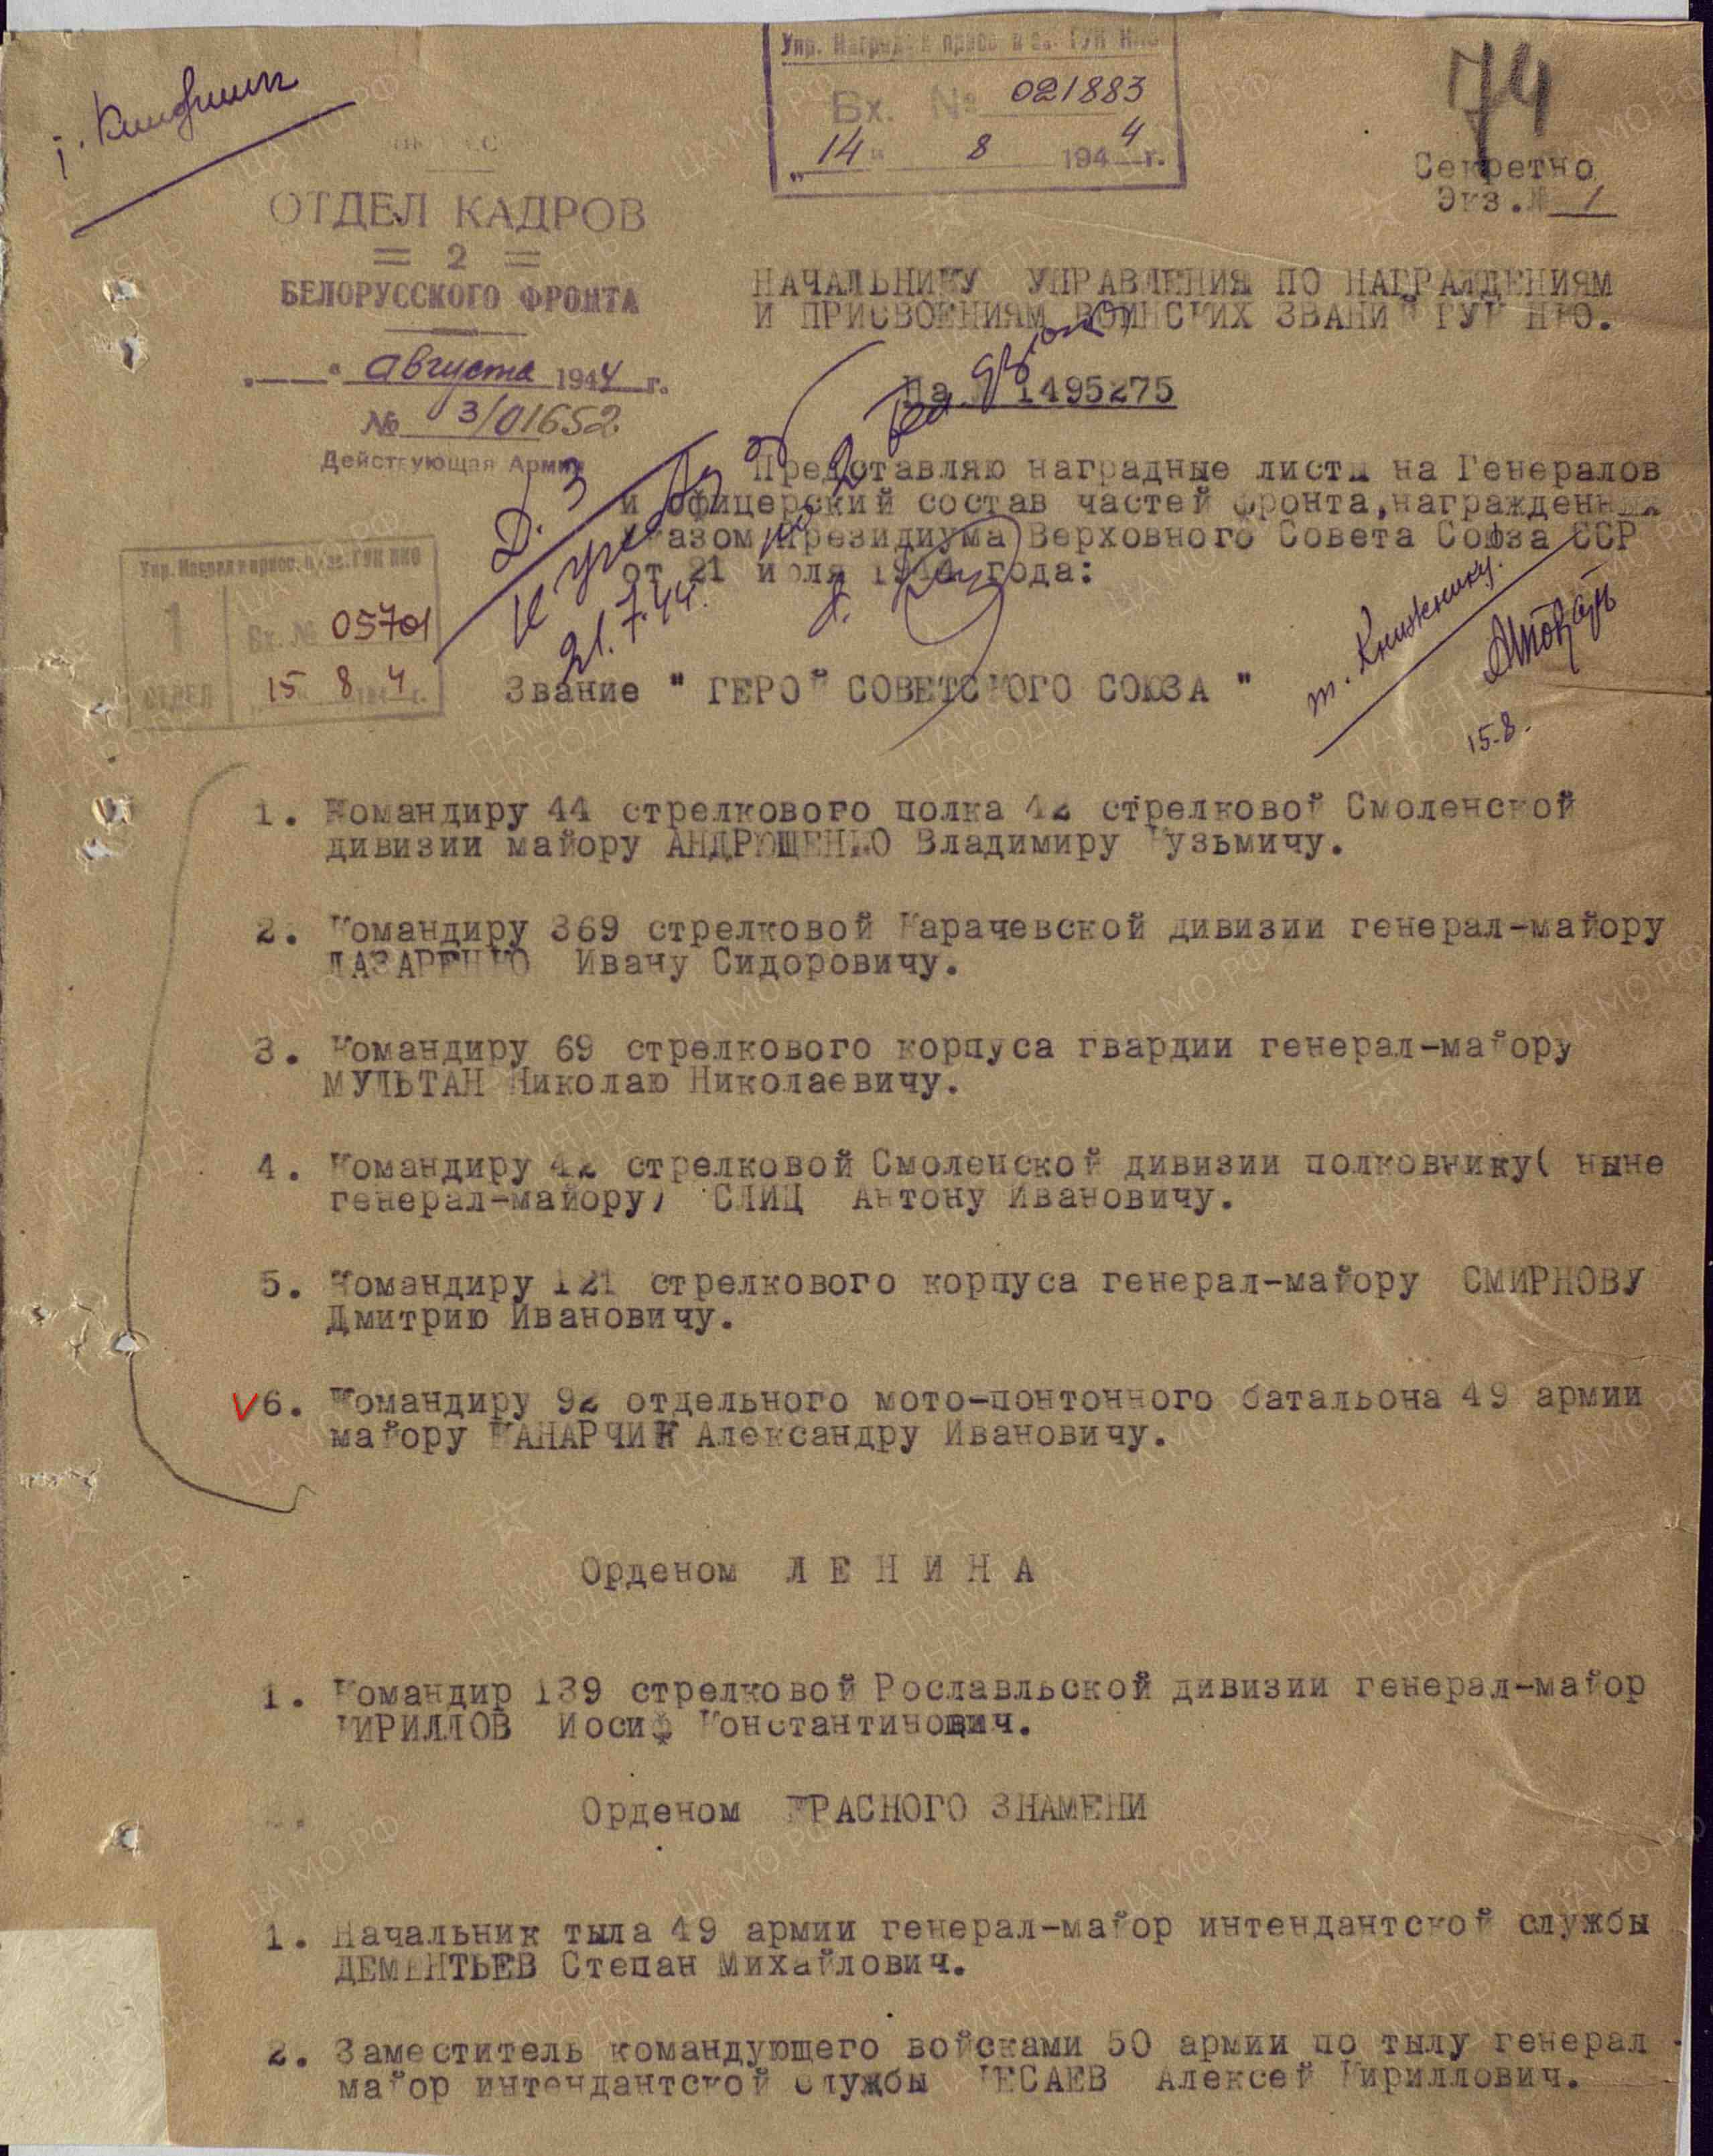 Упр. Наград и присв. в зв. ГУК НКО
Вх. № 021883
„14" 8 1944 г.
74
Секретно
Экз.№ 1
ОТДЕЛ КАДРОВ
= 2 =
БЕЛОРУССКОГО ФРОНТА
"__" августа 1944 г.
№ 3/01652
Действующая Армия
НАЧАЛЬНИКУ УПРАВЛЕНИЯ ПО НАГРАЖДЕНИЯМ
И ПРИСВОЕНИЯМ ВОИНСКИХ ЗВАНИЙ ГУК НКО.
На № 1495275
Представляю наградные листы на Генералов
и офицерский состав частей фронта,награжденных
Указом Президиума Верховного Совета Союза ССР
от 21 июля 1944 года:
21.7.44.
Упр. Наград и присв. в. зв. ГУК НКО
1
ОТДЕЛ
Вх. № 05701
15 8 194 4 г.
т. Книжнику.
15.8.
Звание " ГЕРОЙ СОВЕТСКОГО СОЮЗА "
1. Командиру 44 стрелкового полка 42 стрелковой Смоленской
дивизии майору АНДРЮЩЕНКО Владимиру Кузьмичу.
2. Командиру 369 стрелковой Карачевской дивизии генерал-майору
ЛАЗАРЕНКО Ивану Сидоровичу.
3. Командиру 69 стрелкового корпуса гвардии генерал-майору
МУЛЬТАН Николаю Николаевичу.
4. Командиру 42 стрелковой Смоленской дивизии полковнику( ныне
генерал-майору) СЛИЦ Антону Ивановичу.
5. Командиру 121 стрелкового корпуса генерал-майору СМИРНОВУ
Дмитрию Ивановичу.
V6. Командиру 92 отдельного мото-понтонного батальона 49 армии
майору КАНАРЧИК Александру Ивановичу.
Орденом Л Е Н И Н А
1. Командир 139 стрелковой Рославльской дивизии генерал-майор
КИРИЛЛОВ Иосиф Константинович.
Орденом КРАСНОГО ЗНАМЕНИ
1. Начальник тыла 49 армии генерал-майор интендантской службы
ДЕМЕНТЬЕВ Степан Михайлович.
2. Заместитель командующего войсками 50 армии по тылу генерал -
майор интендантской службы КЕСАЕВ Алексей Кириллович.